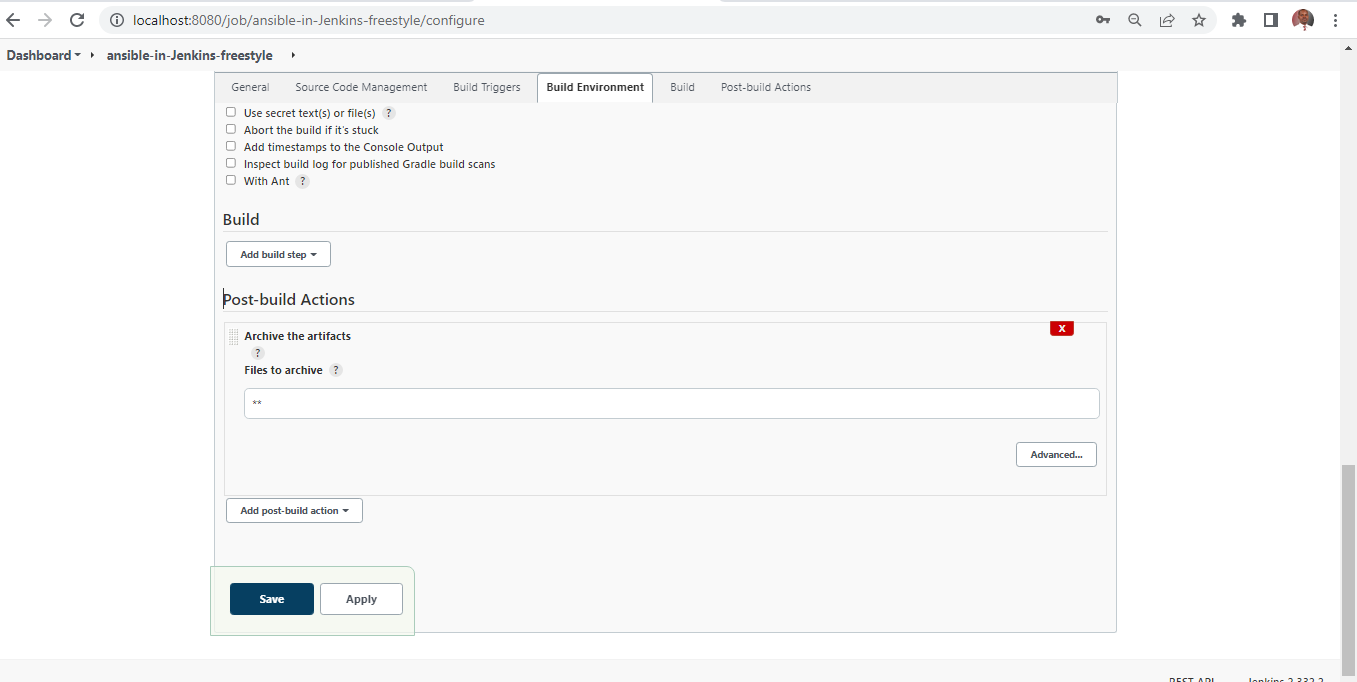 localhost:8080/job/ansible-in-Jenkins-freestyle/configure
Dashboard ansible-in-Jenkins-freestyle
General Source Code Management Build Triggers Build Environment Build Post-build Actions
Use secret text(s) or file(s) ?
Abort the build if it's stuck
Add timestamps to the Console Output
Inspect build log for published Gradle build scans
With Ant ?
Build
Add build step
Post-build Actions
X
Archive the artifacts
?
Files to archive ?
**
Advanced...
Add post-build action
Save Apply
REST API Jenkins 2.332.2